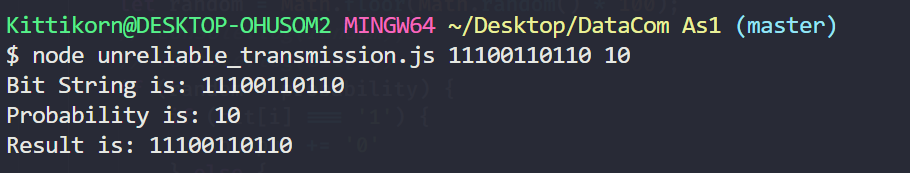 Kittikorn@DESKTOP-OHUSOM2 MINGW64 ~/Desktop/DataCom As1 (master)
$ node unreliable_transmission.js 11100110110 10
Bit String is: 11100110110
Probability is: 10
Result is: 11100110110